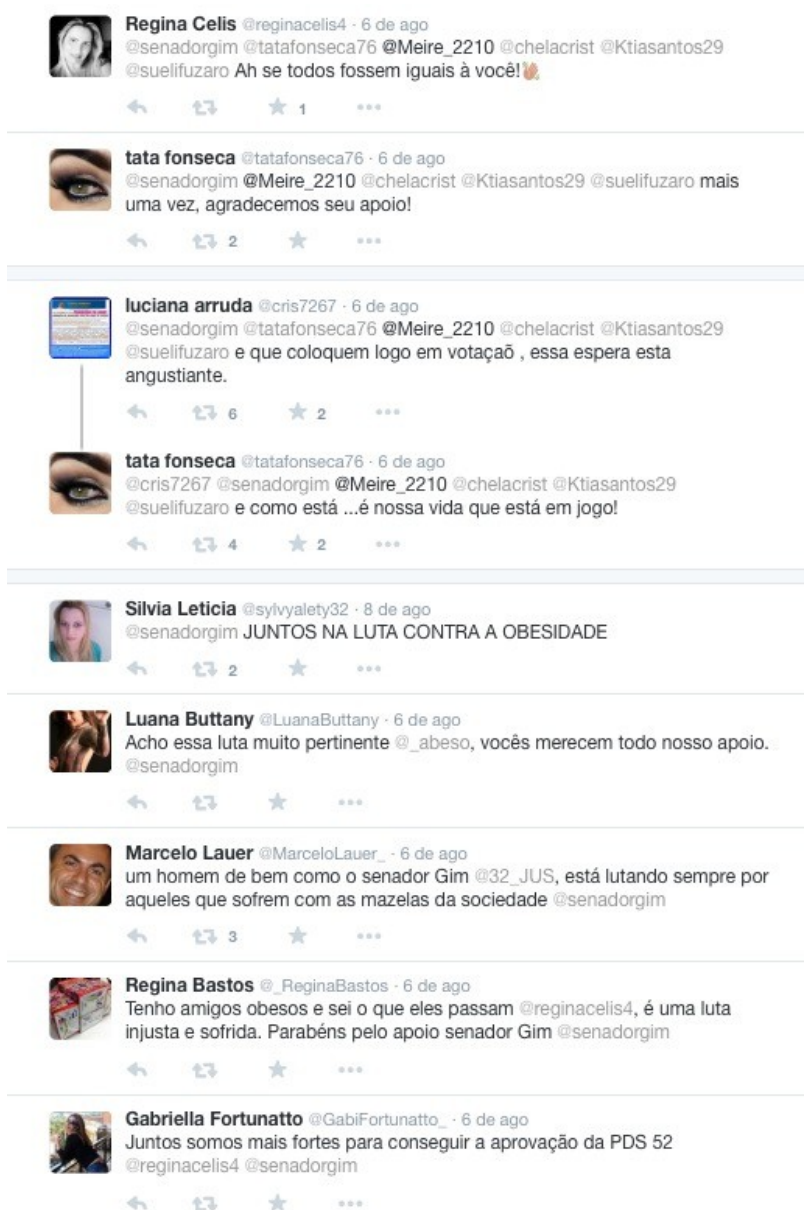 Regina Celis @reginacelis4 · 6 de ago
@senadorgim @tatafonseca76 @Meire_2210 @chelacrist @Ktiasantos29
@suelifuzaro Ah se todos fossem iguais à você!👏
1
tata fonseca @tatafonseca76 · 6 de ago
@senadorgim @Meire_2210 @chelacrist @Ktiasantos29 @suelifuzaro mais
uma vez, agradecemos seu apoio!
2
luciana arruda @cris7267 · 6 de ago
@senadorgim @tatafonseca76 @Meire_2210 @chelacrist @Ktiasantos29
@suelifuzaro e que coloquem logo em votaçaõ , essa espera esta
angustiante.
6 2
tata fonseca @tatafonseca76 · 6 de ago
@cris7267 @senadorgim @Meire_2210 @chelacrist @Ktiasantos29
@suelifuzaro e como está ...é nossa vida que está em jogo!
4 2
Silvia Leticia @sylvyalety32 · 8 de ago
@senadorgim JUNTOS NA LUTA CONTRA A OBESIDADE
2
Luana Buttany @LuanaButtany · 6 de ago
Acho essa luta muito pertinente @_abeso, vocês merecem todo nosso apoio.
@senadorgim
Marcelo Lauer @MarceloLauer_ · 6 de ago
um homem de bem como o senador Gim @32_JUS, está lutando sempre por
aqueles que sofrem com as mazelas da sociedade @senadorgim
3
Regina Bastos @_ReginaBastos · 6 de ago
Tenho amigos obesos e sei o que eles passam @reginacelis4, é uma luta
injusta e sofrida. Parabéns pelo apoio senador Gim @senadorgim
Gabriella Fortunatto @GabiFortunatto_ · 6 de ago
Juntos somos mais fortes para conseguir a aprovação da PDS 52
@reginacelis4 @senadorgim